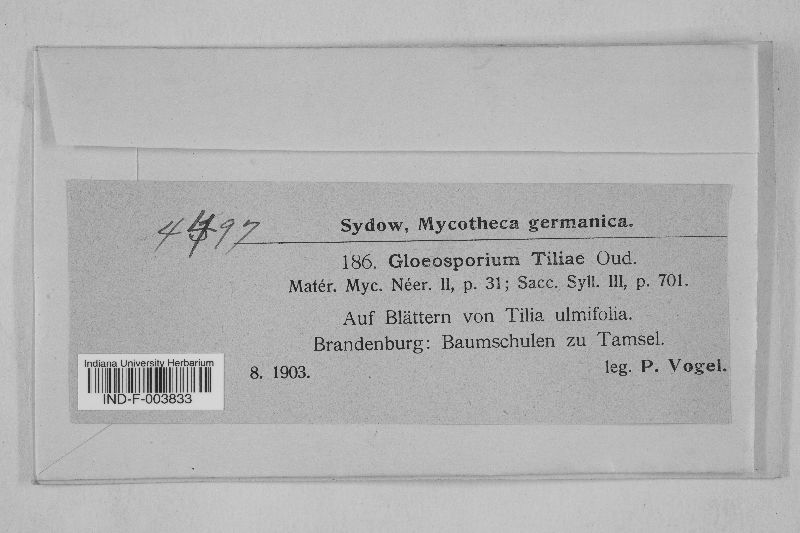 Sydow, Mycotheca germanica.
186. Gloeosporium Tiliae Oud.
Matér. Myc. Néer. II, p. 31; Sacc. Syll. III, p. 701.
Auf Blättern von Tilia ulmifolia.
Brandenburg: Baumschulen zu Tamsel.
8. 1903. leg. P. Vogel.
Indiana University Herbarium
IND-F-003833